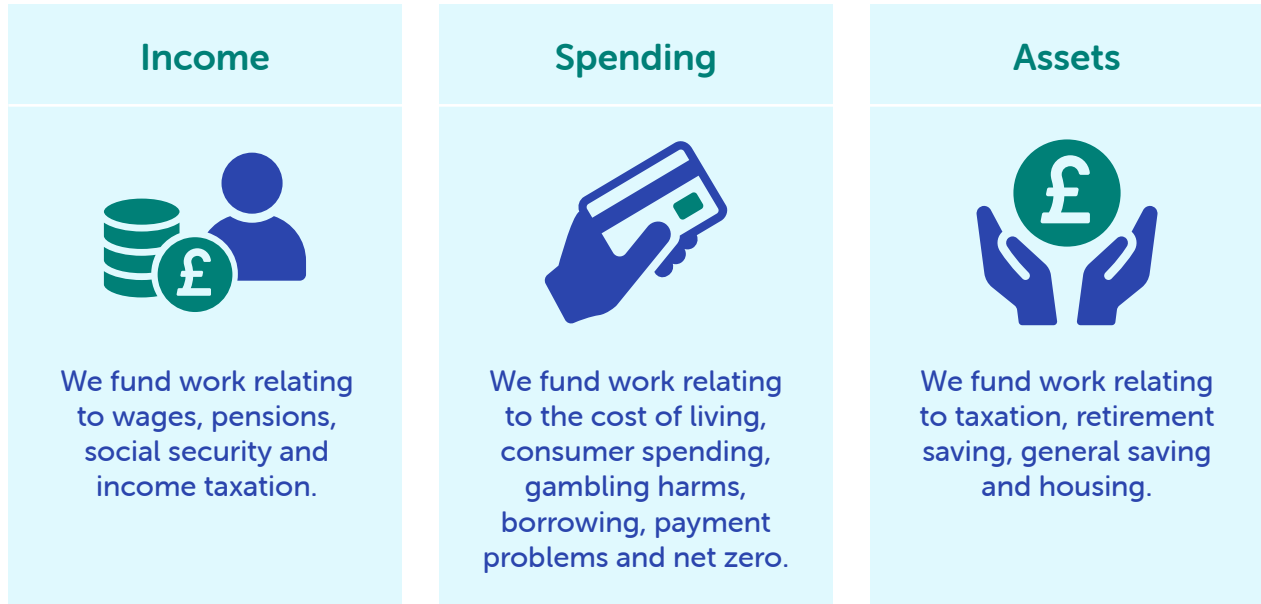 Income
£
We fund work relating
to wages, pensions,
social security and
income taxation.
Spending
We fund work relating
to the cost of living,
consumer spending,
gambling harms,
borrowing, payment
problems and net zero.
Assets
£
We fund work relating
to taxation, retirement
saving, general saving
and housing.